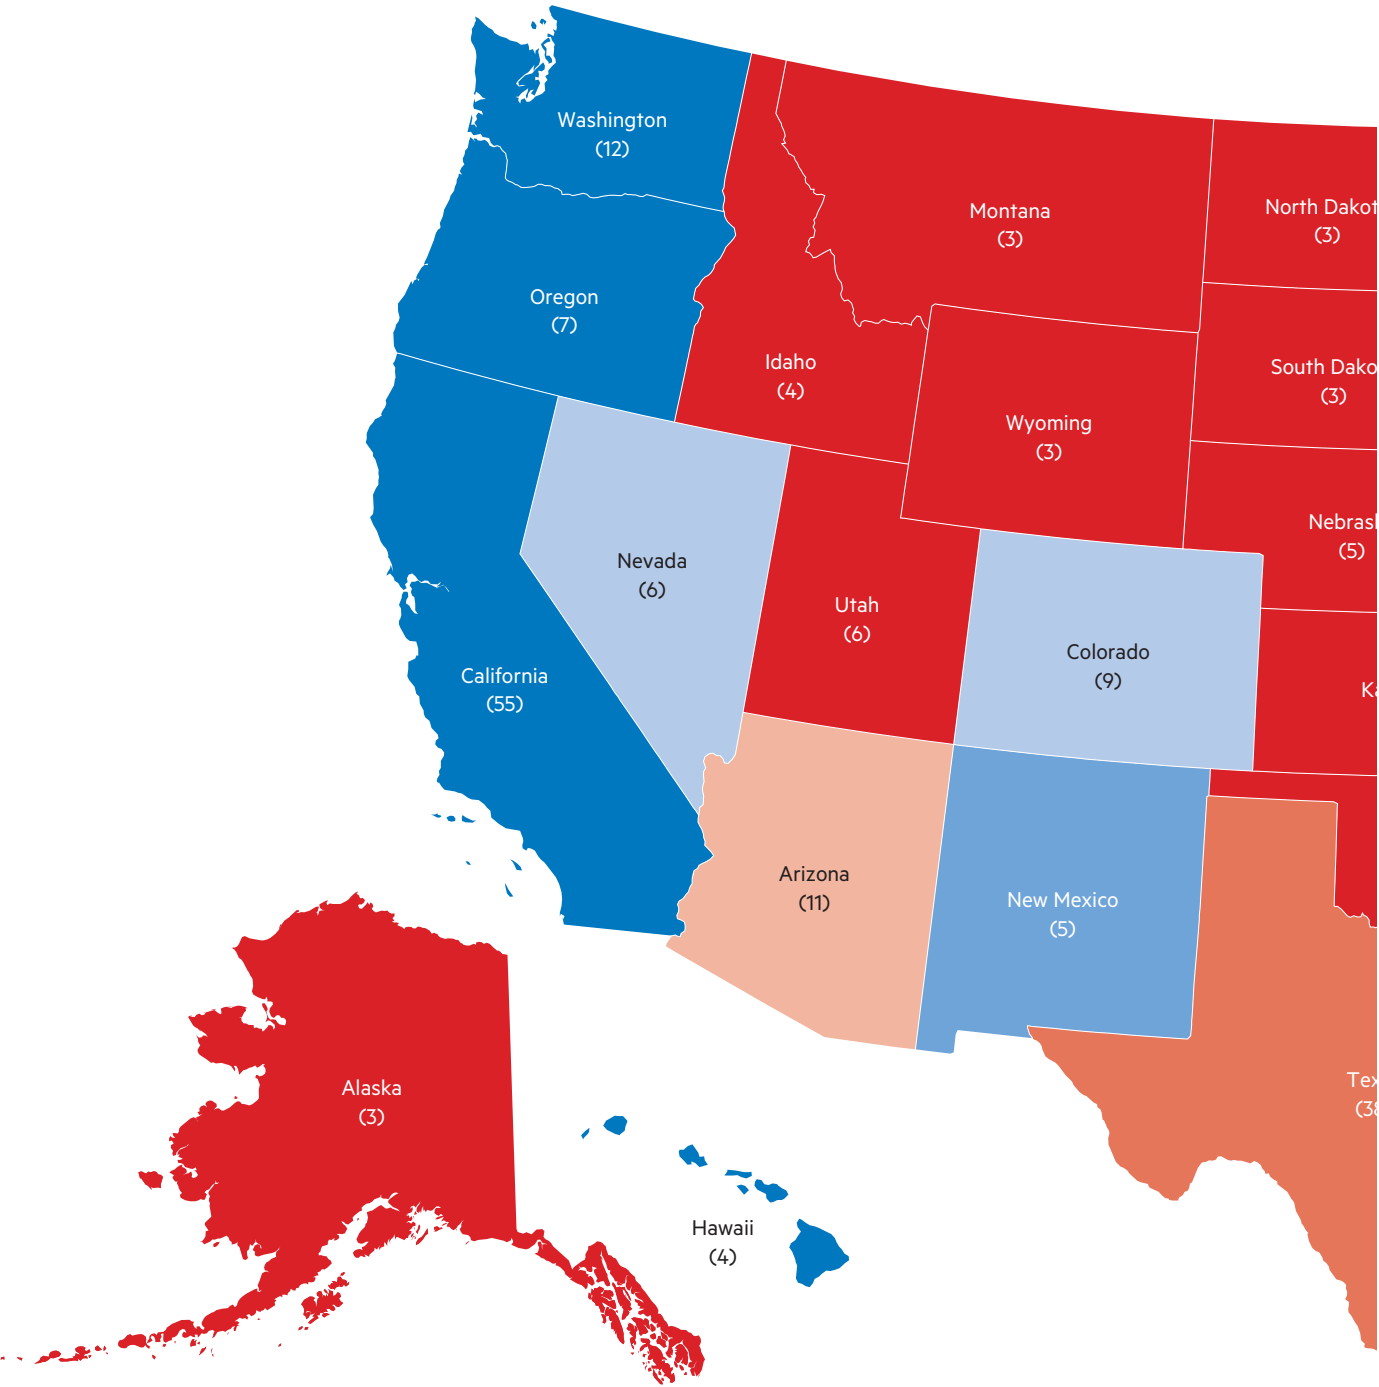 Washington
(12)
Montana
(3)
North Dakot
(3)
Oregon
(7)
Idaho
(4)
South Dako
(3)
Wyoming
(3)
Nebras
(5)
Nevada
(6)
Utah
(6)
Colorado
(9)
California
(55)
Ka
Arizona
(11)
New Mexico
(5)
Alaska
(3)
Tex
(38
Hawaii
(4)